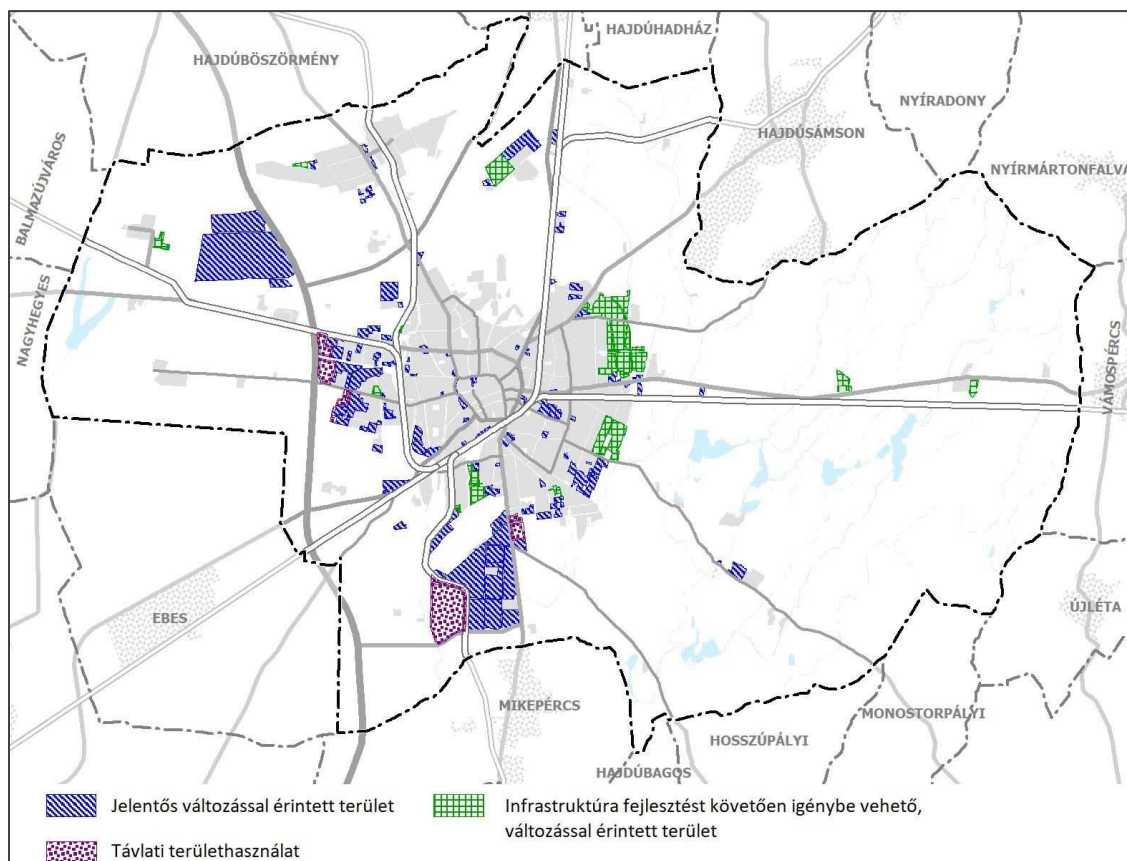 HAJDÚHADHÁZ
HAJDÚBÖSZÖRMÉNY
NYÍRADONY
HAJDÚSÁMSON
NYÍRMÁRTONFALVA
BALMAZÚJVÁROS
NAGYHEGYES
VÁMOSPÉRCS
EBES
ÚJLÉTA
MIKEPÉRCS
MONOSTORPÁLYI
HOSSZÚPÁLYI
HAJDÚBAGOS
Jelentős változással érintett terület
Távlati területhasználat
Infrastruktúra fejlesztést követően igénybe vehető,
változással érintett terület